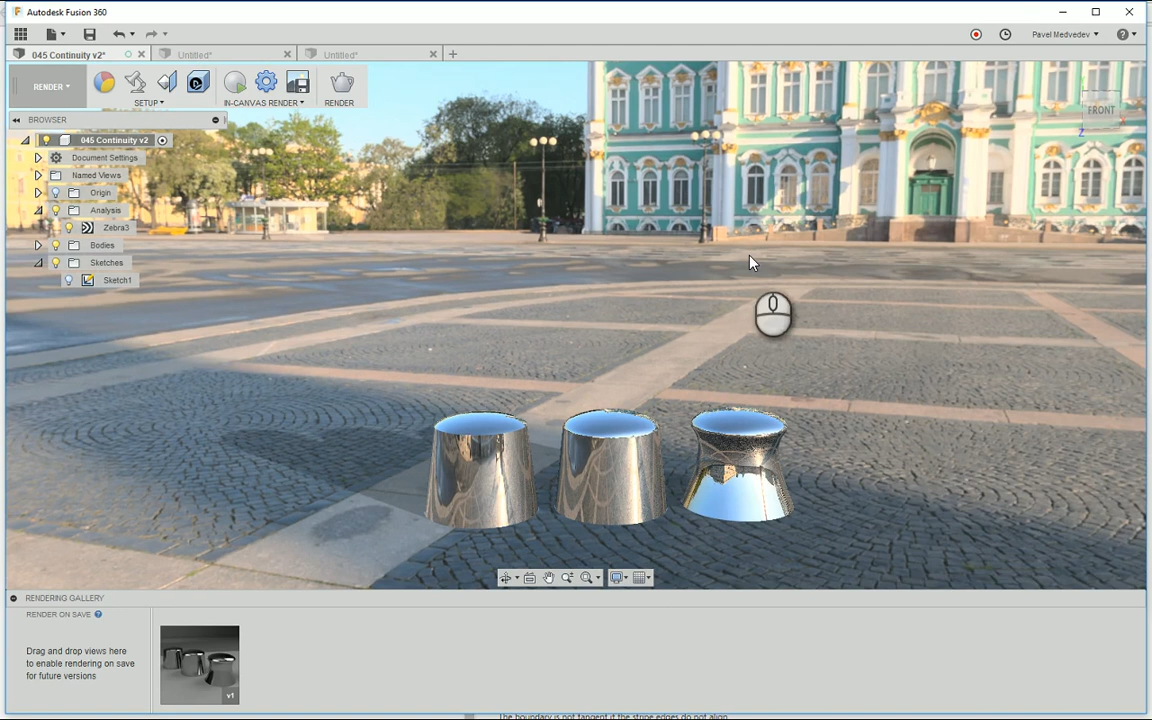 Autodesk Fusion 360
Pavel Medvedev
045 Continuity v2*
Untitled*
Untitled*
RENDER
SETUP
IN-CANVAS RENDER
RENDER
BROWSER
045 Continuity v2
Document Settings
Named Views
Origin
Analysis
Zebra3
Bodies
Sketches
Sketch1
FRONT
Z
RENDERING GALLERY
RENDER ON SAVE
Drag and drop views here
to enable rendering on save
for future versions
v1
The boundary is not tangent if the stripe edges do not align